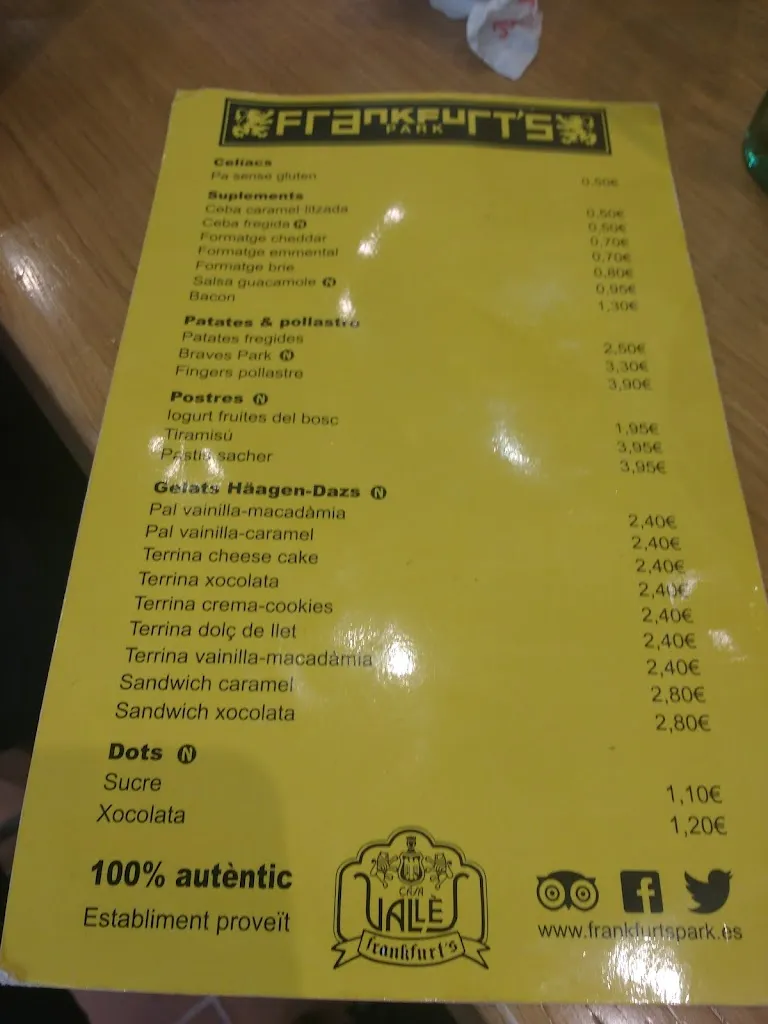 Frankfurt's
PARK
Celíacs
Pa sense gluten 0,50€
Suplements
Ceba caramel·litzada 0,50€
Ceba fregida N 0,50€
Formatge cheddar 0,70€
Formatge emmental 0,70€
Formatge brie 0,80€
Salsa guacamole N 0,95€
Bacon 1,30€
Patates & pollastre
Patates fregides 2,50€
Braves Park N 3,30€
Fingers pollastre 3,90€
Postres N
Iogurt fruites del bosc 1,95€
Tiramisú 3,95€
Pastís sacher 3,95€
Gelats Häagen-Dazs N
Pal vainilla-macadàmia 2,40€
Pal vainilla-caramel 2,40€
Terrina cheese cake 2,40€
Terrina xocolata 2,40€
Terrina crema-cookies 2,40€
Terrina dolç de llet 2,40€
Terrina vainilla-macadàmia 2,40€
Sandwich caramel 2,80€
Sandwich xocolata 2,80€
Dots N
Sucre 1,10€
Xocolata 1,20€
100% autèntic
Establiment proveït
CASA
VALLÈS
frankfurt's
www.frankfurtspark.es